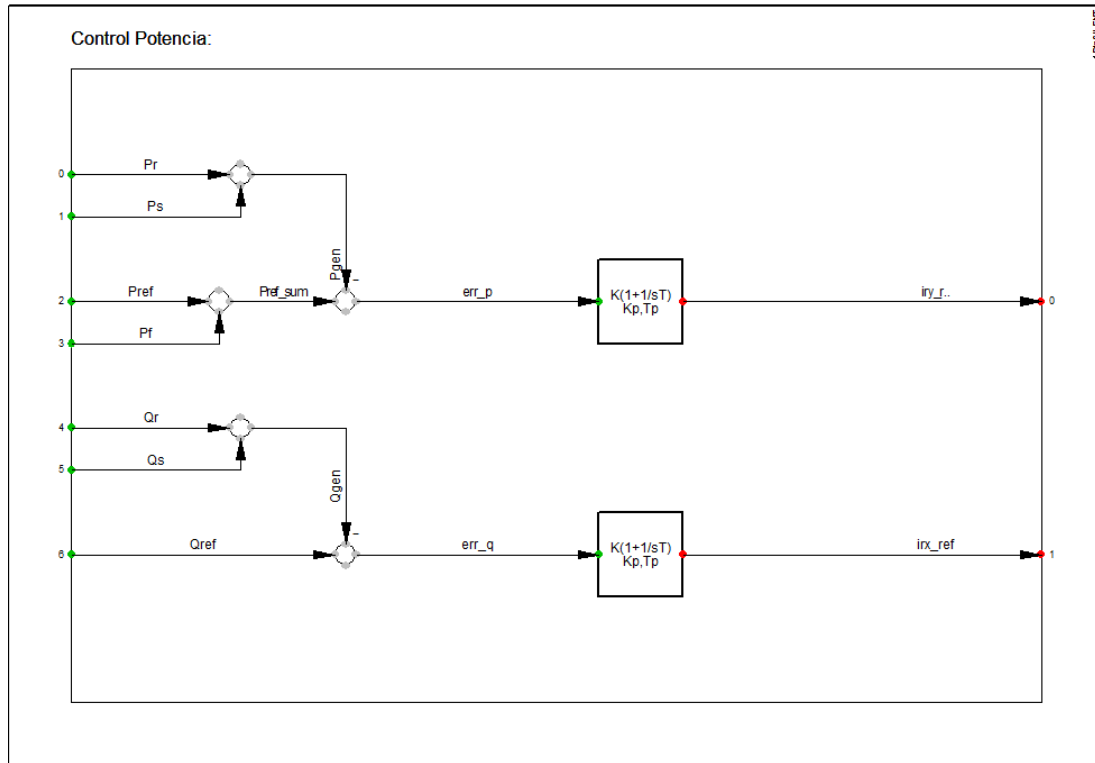 Control Potencia:
0
Pr
1
Ps
Pgen
-
2
Pref
Pref_sum
err_p
K(1+1/sT)
Kp,Tp
iry_r..
0
3
Pf
4
Qr
5
Qs
Qgen
-
6
Qref
err_q
K(1+1/sT)
Kp,Tp
irx_ref
1